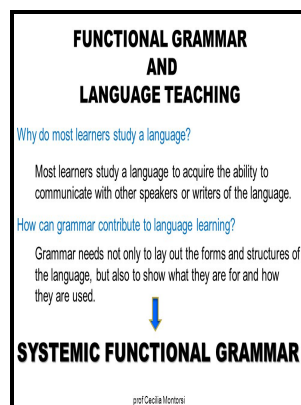 FUNCTIONAL GRAMMAR
AND
LANGUAGE TEACHING
Why do most learners study a language?
Most learners study a language to acquire the ability to
communicate with other speakers or writers of the language.
How can grammar contribute to language learning?
Grammar needs not only to lay out the forms and structures of
the language, but also to show what they are for and how
they are used.
SYSTEMIC FUNCTIONAL GRAMMAR
prof Cecilia Montorsi